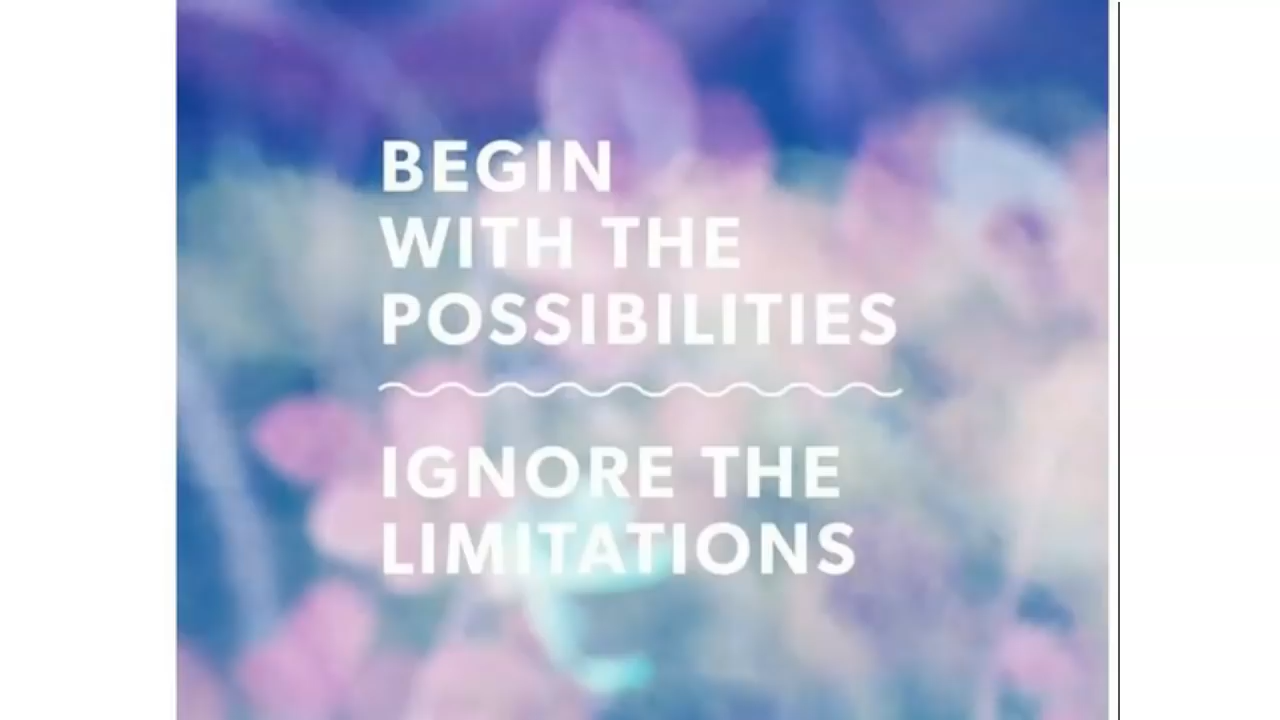 BEGIN
WITH THE
POSSIBILITIES
IGNORE THE
LIMITATIONS